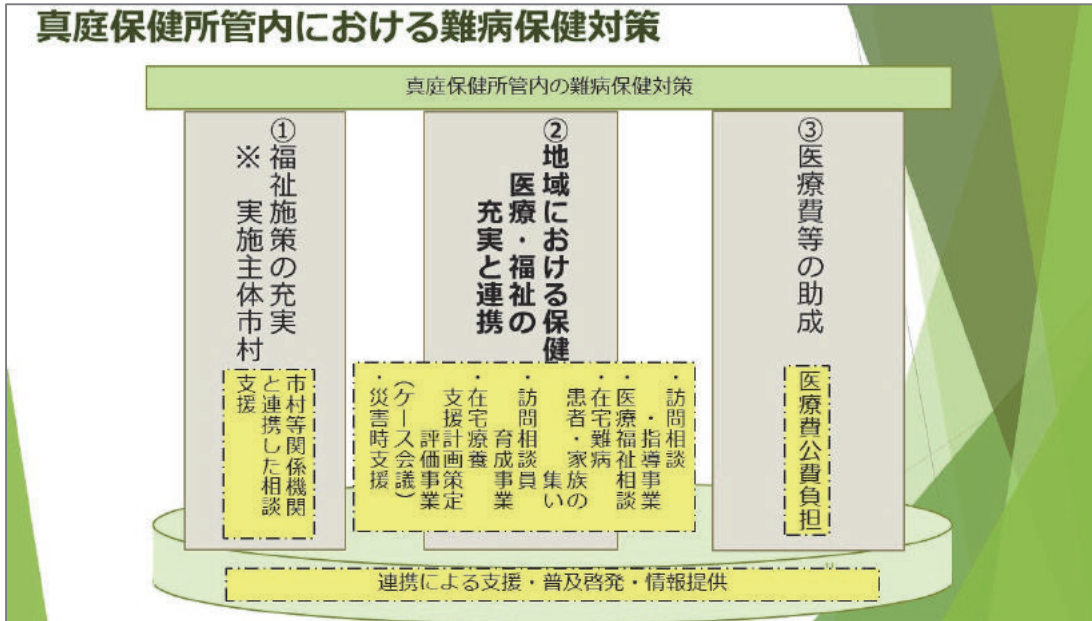 真庭保健所管内における難病保健対策
真庭保健所管内の難病保健対策
①福祉施策の充実
※　実施主体市村
市村等関係機関
と連携した相談
支援
②地域における保健
医療・福祉の
充実と連携
・訪問相談
・指導事業
・医療福祉相談
・在宅難病
患者・家族の
集い
・訪問相談員
育成事業
・在宅療養
支援計画策定
評価事業
(ケース会議)
・災害時支援
③医療費等の助成
医療費公費負担
連携による支援・普及啓発・情報提供